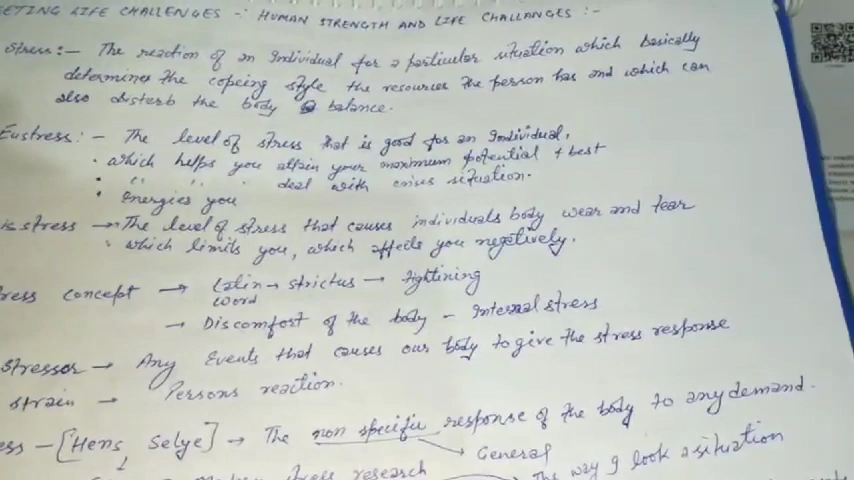 ETING LIFE CHALLENGES -: HUMAN STRENGTH AND LIFE CHALLANGES :-
Stress:- The reaction of an Individual for a particular situation which basically
determines the copeing style the resources the person has and which can
also disturb the body balance.
Eustress:- The level of stress that is good for an Individual,
• which helps you attain your maximum potential & best
• " " " deal with crises situation.
• Energies you
is stress → The level of stress that causes individuals body wear and tear
• which limits you, which affects you negatively.
ress concept → Latin → strictus → Tightining
word
→ Discomfort of the body - Internal stress
stressor → Any Events that causes our body to give the stress response
strain → Persons reaction.
ess - [Hens Selye] → The non specific response of the body to any demand.
General
stress research
The way I look a situation